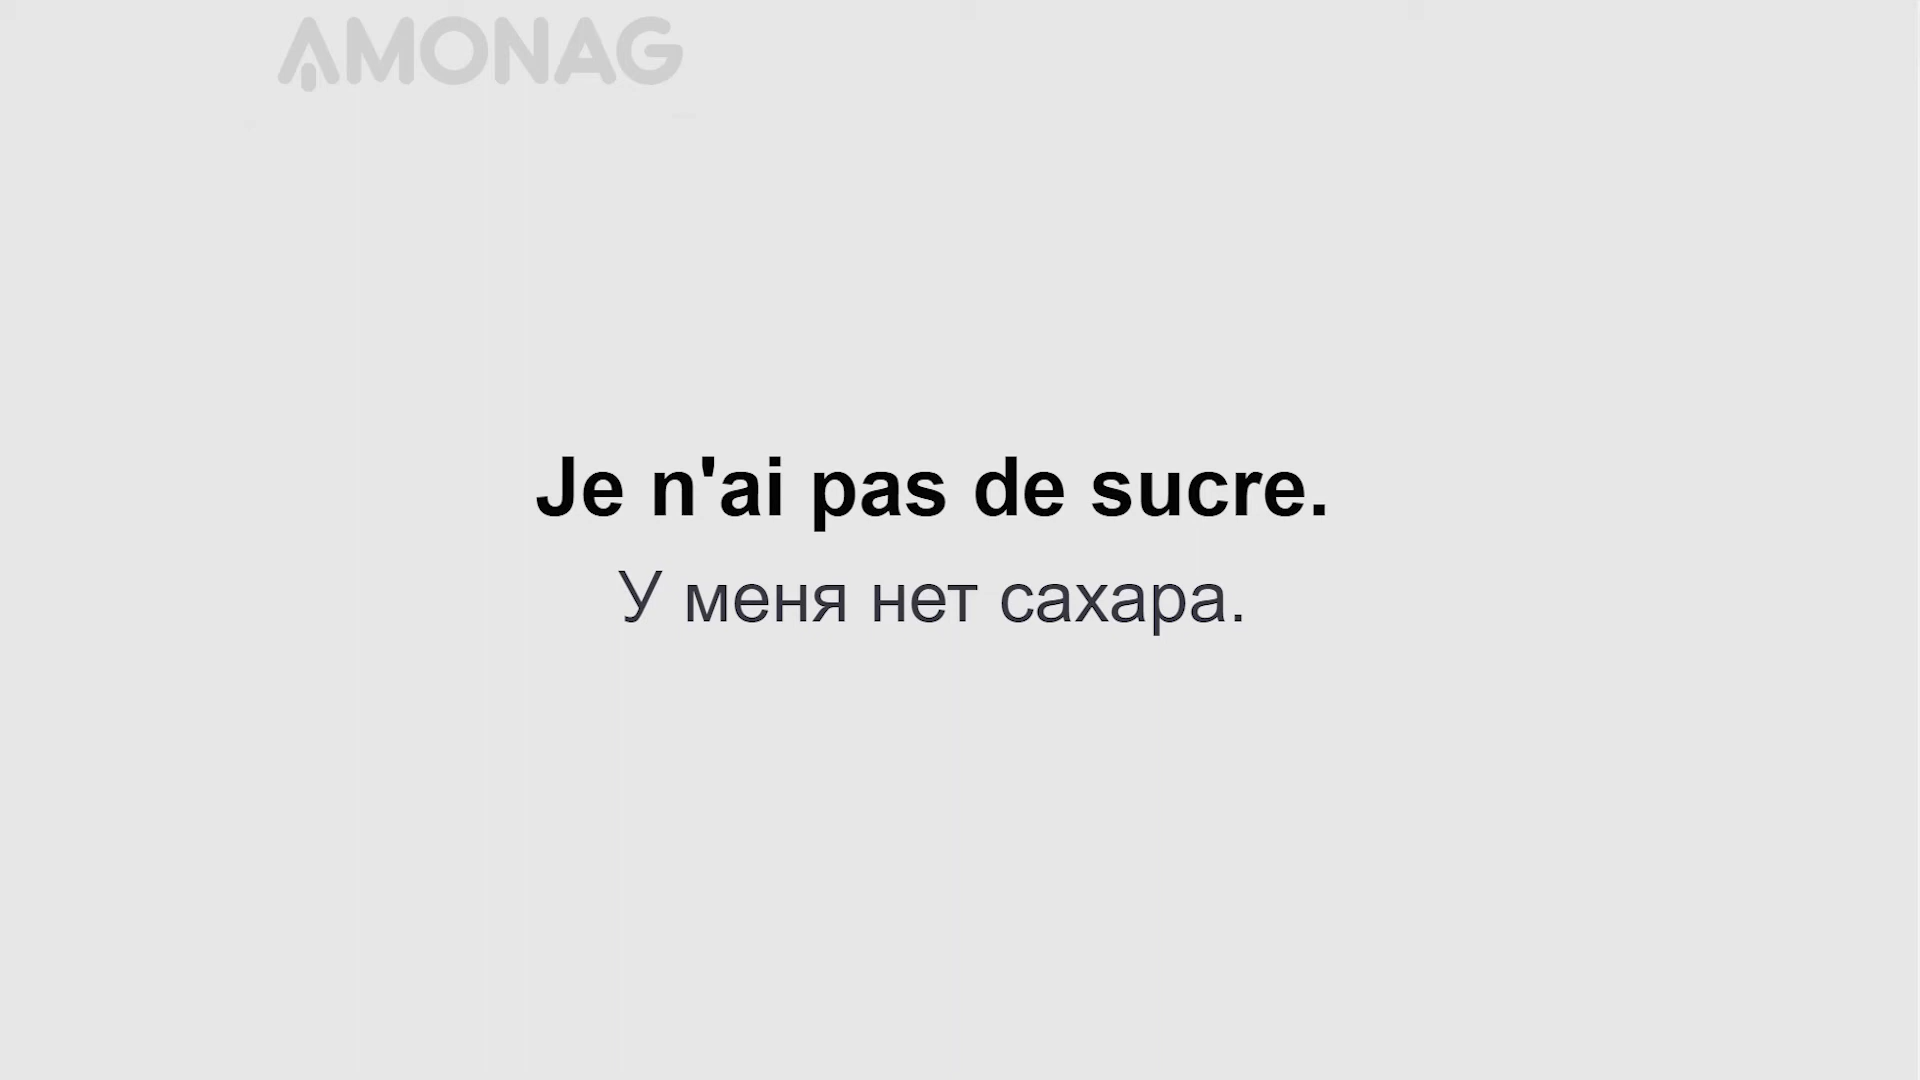 AMONAG
Je n'ai pas de sucre.
У меня нет сахара.